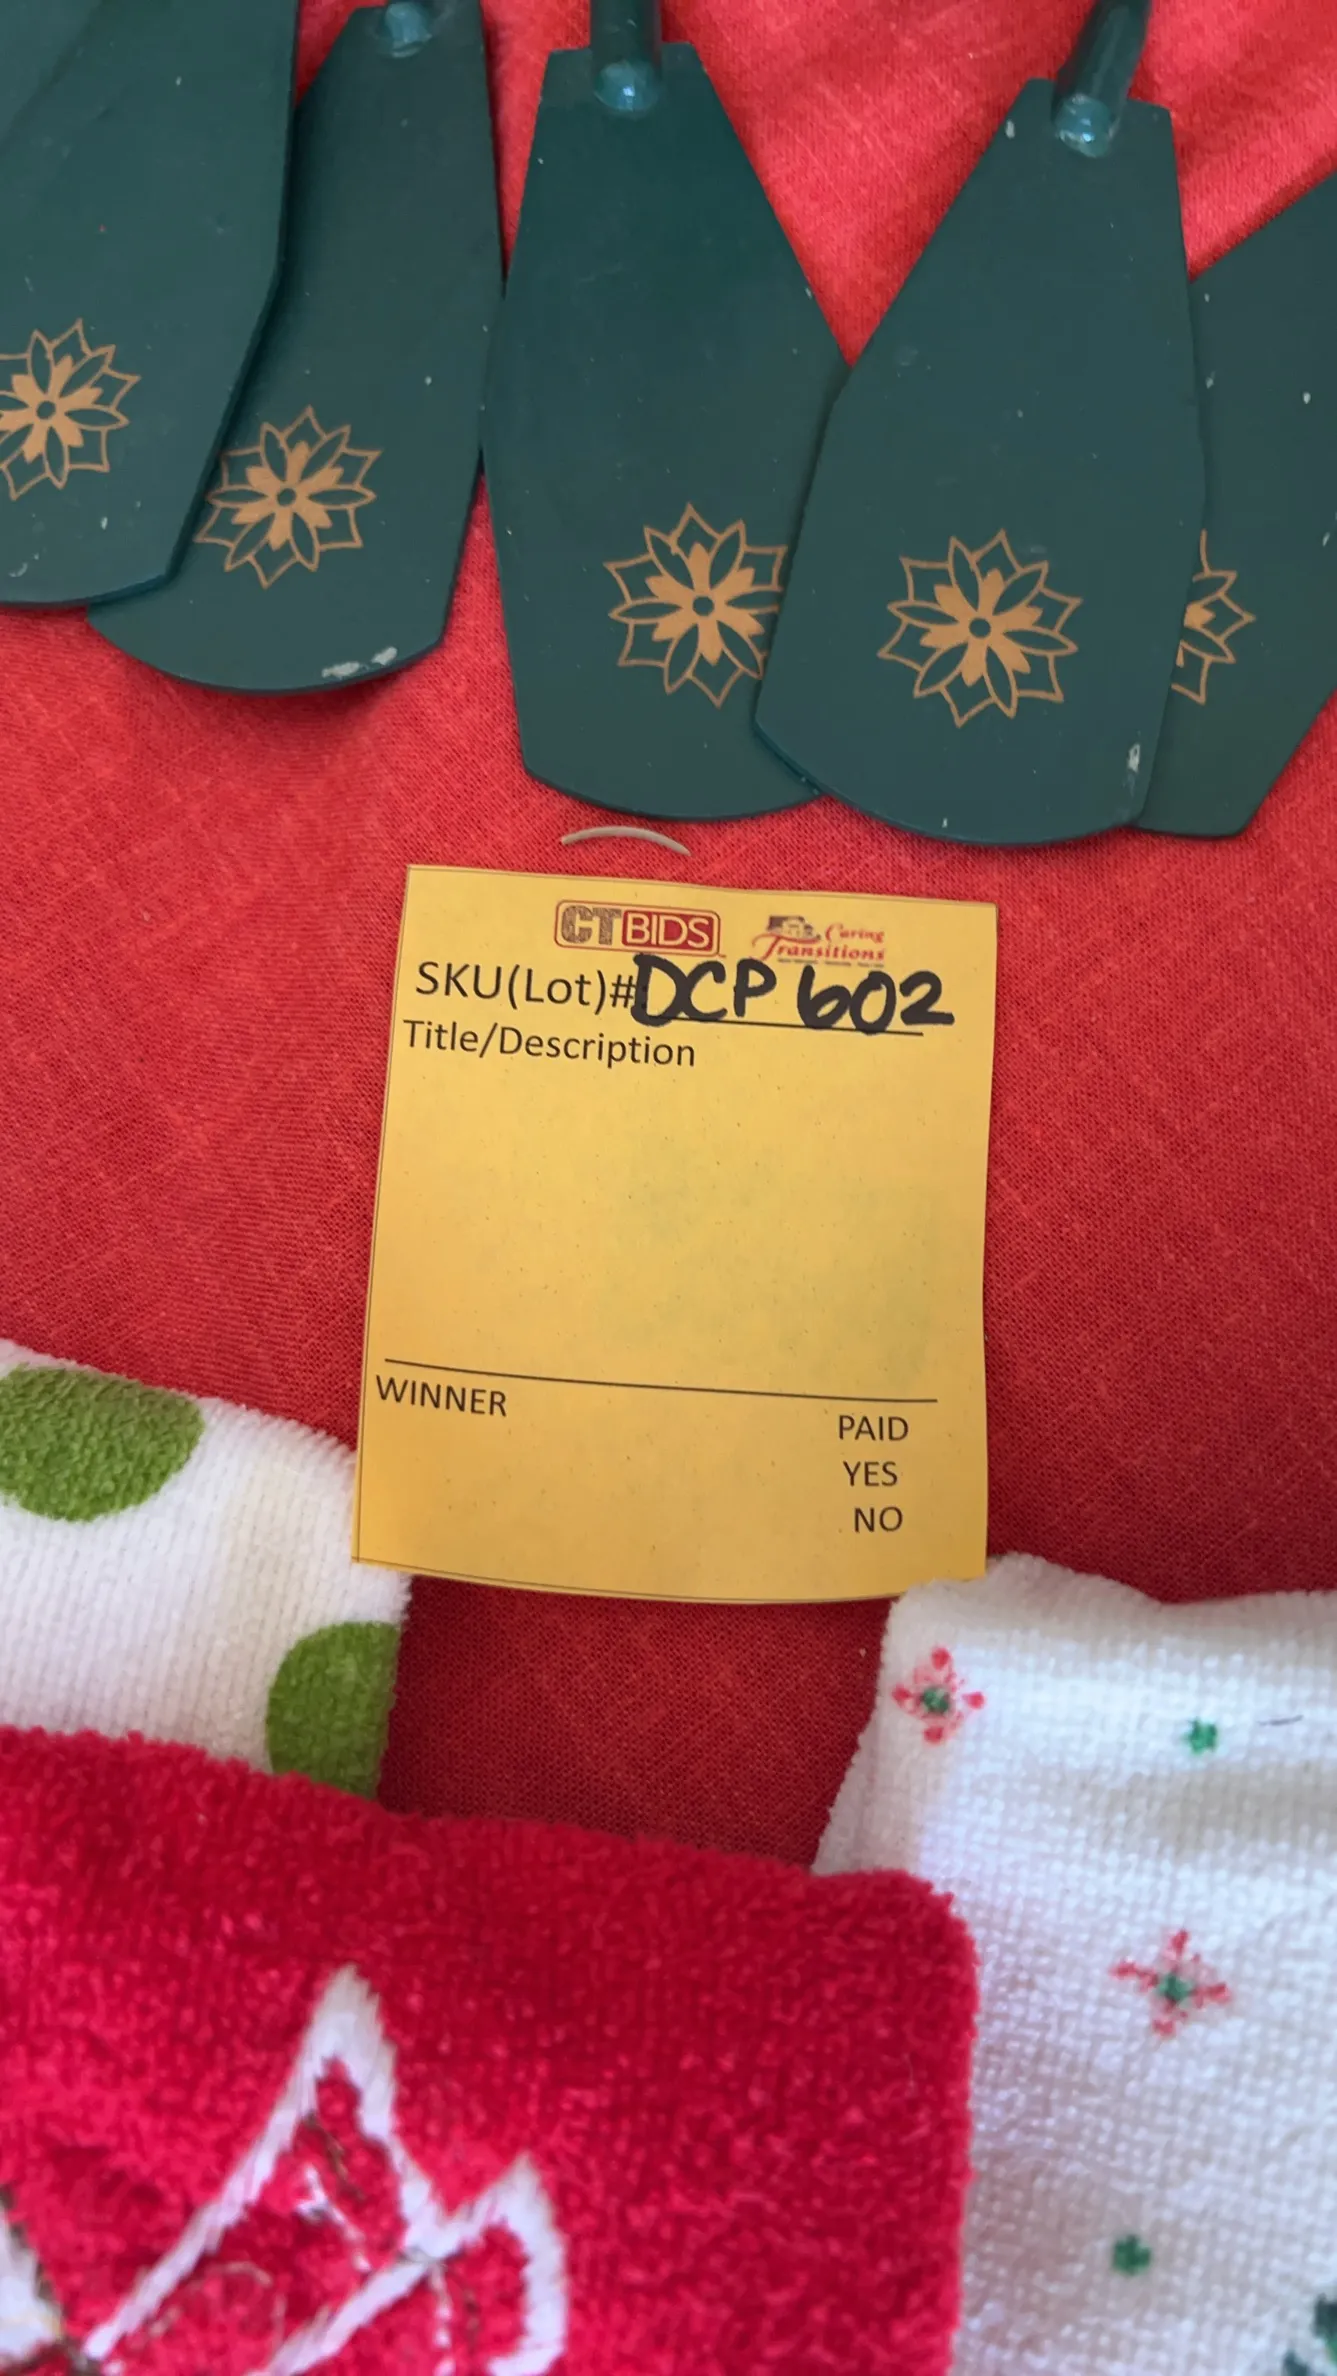 CTBIDS Caring Transitions
SKU(Lot)# DCP 602
Title/Description
WINNER
PAID
YES
NO